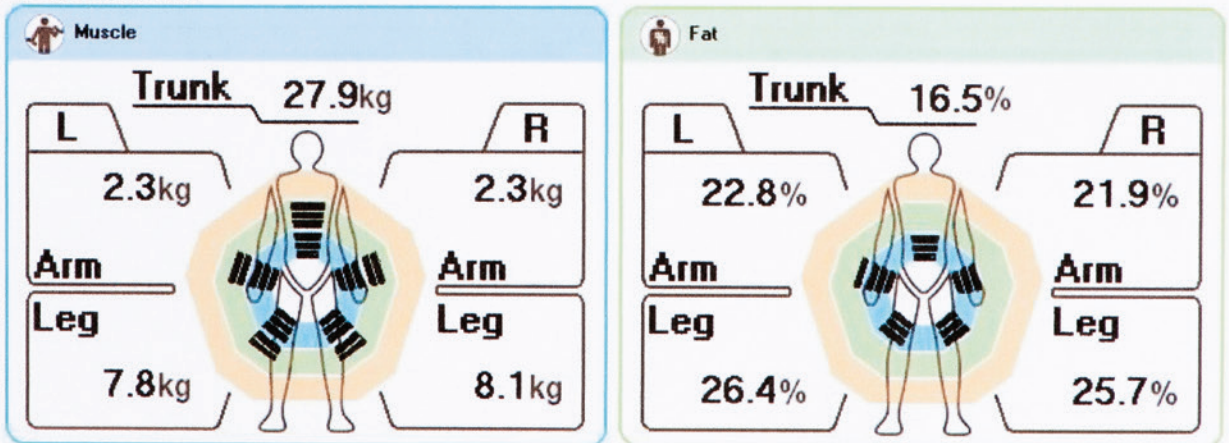 Muscle
Trunk 27.9kg
L
R
2.3kg
2.3kg
Arm
Arm
Leg
Leg
7.8kg
8.1kg
Fat
Trunk 16.5%
L
R
22.8%
21.9%
Arm
Arm
Leg
Leg
26.4%
25.7%